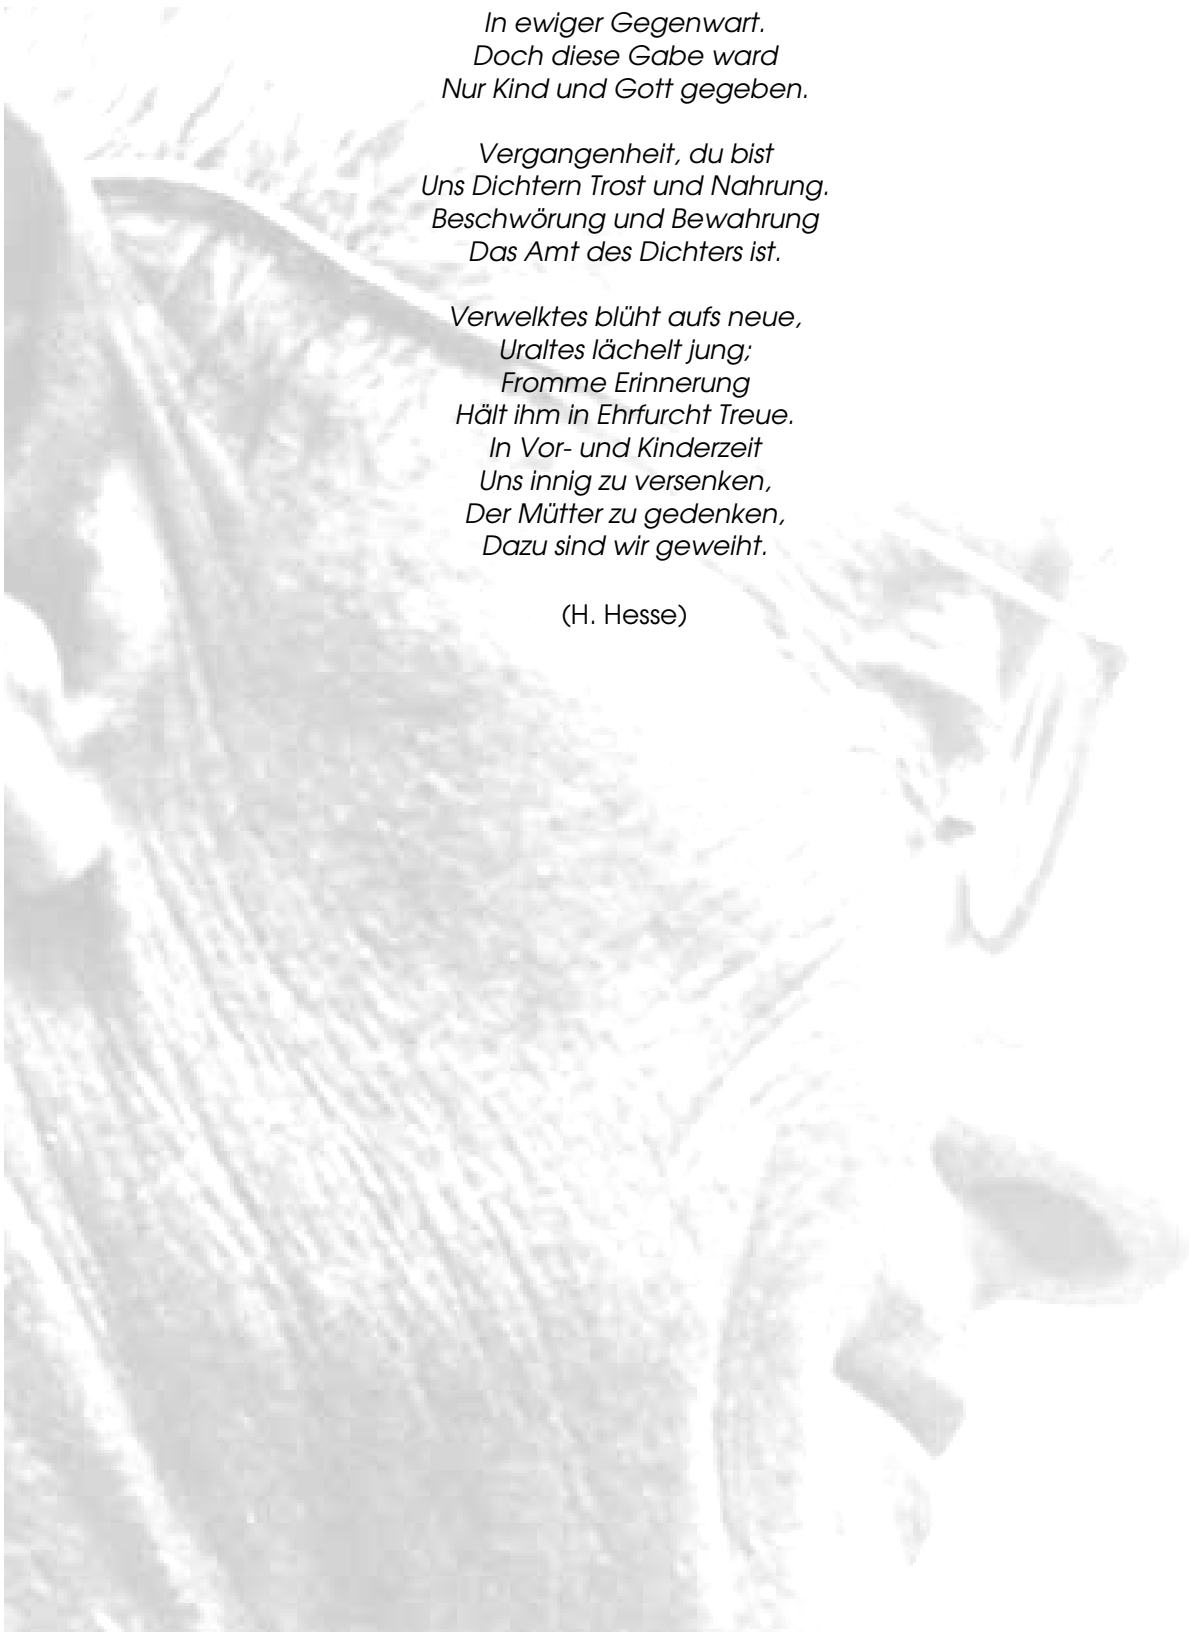 In ewiger Gegenwart.
Doch diese Gabe ward
Nur Kind und Gott gegeben.

Vergangenheit, du bist
Uns Dichtern Trost und Nahrung.
Beschwörung und Bewahrung
Das Amt des Dichters ist.

Verwelktes blüht aufs neue,
Uraltes lächelt jung;
Fromme Erinnerung
Hält ihm in Ehrfurcht Treue.
In Vor- und Kinderzeit
Uns innig zu versenken,
Der Mütter zu gedenken,
Dazu sind wir geweiht.

(H. Hesse)